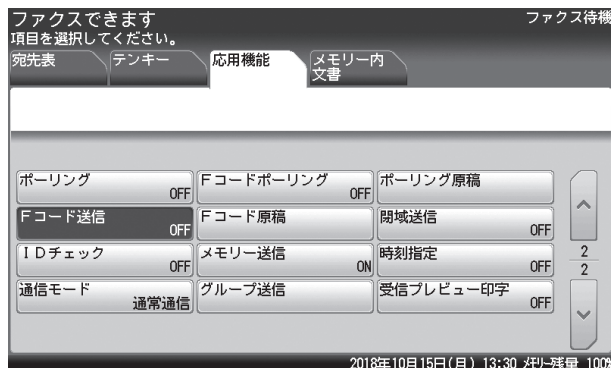 ファクスできます
ファクス待機
項目を選択してください。
宛先表
テンキー
応用機能
メモリー内
文書
ポーリング
OFF
Fコードポーリング
OFF
ポーリング原稿
Fコード送信
OFF
Fコード原稿
閉域送信
OFF
IDチェック
OFF
メモリー送信
ON
時刻指定
OFF
2
2
通信モード
通常通信
グループ送信
受信プレビュー印字
OFF
2018年10月15日(月) 13:30 メモリー残量 100%